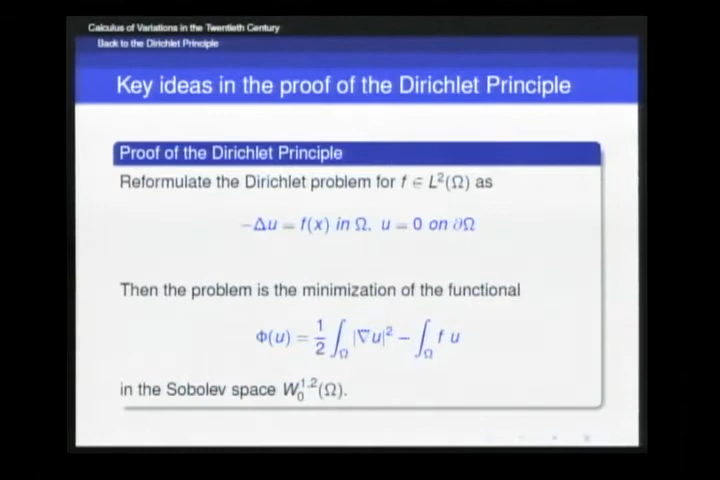 Calculus of Variations in the Twentieth Century
Back to the Dirichlet Principle
Key ideas in the proof of the Dirichlet Principle
Proof of the Dirichlet Principle
Reformulate the Dirichlet problem for f ∈ L²(Ω) as
−Δu = f(x) in Ω, u = 0 on ∂Ω
Then the problem is the minimization of the functional
Φ(u) = 1/2 ∫_Ω |∇u|² − ∫_Ω f u
in the Sobolev space W₀^{1,2}(Ω).